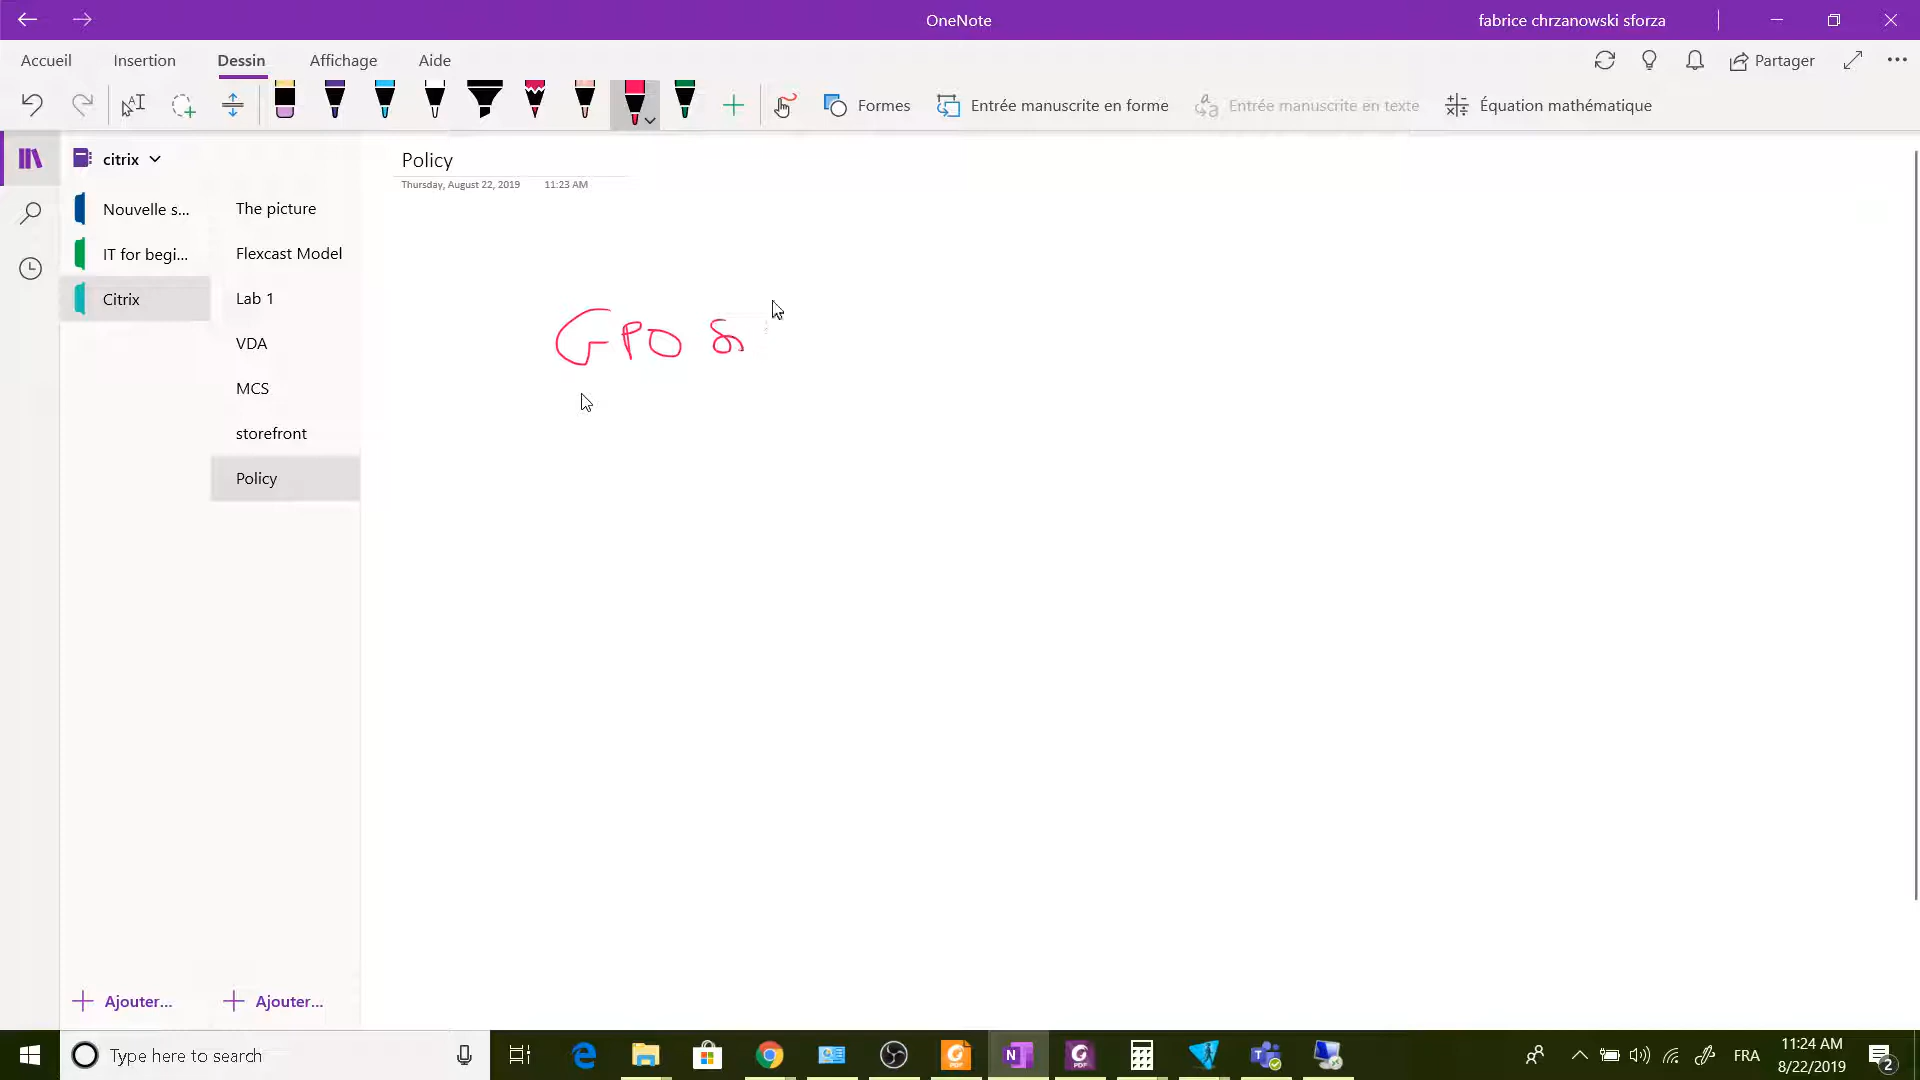 OneNote
fabrice chrzanowski sforza
Accueil Insertion Dessin Affichage Aide
Partager
Formes Entrée manuscrite en forme Entrée manuscrite en texte Équation mathématique
citrix
Nouvelle s...
IT for begi...
Citrix
The picture
Flexcast Model
Lab 1
VDA
MCS
storefront
Policy
Policy
Thursday, August 22, 2019 11:23 AM
GPO &
Ajouter... Ajouter...
Type here to search
FRA
11:24 AM
8/22/2019
2